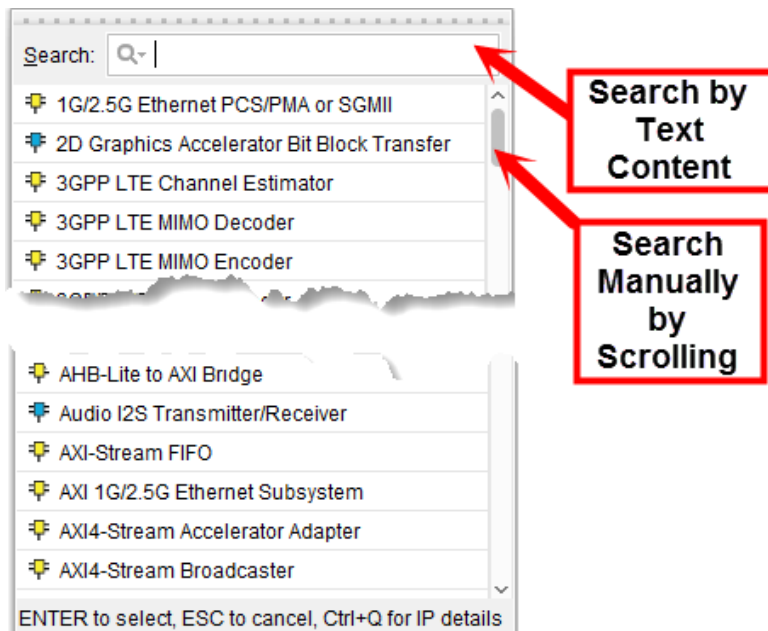 Search:
1G/2.5G Ethernet PCS/PMA or SGMII
2D Graphics Accelerator Bit Block Transfer
3GPP LTE Channel Estimator
3GPP LTE MIMO Decoder
3GPP LTE MIMO Encoder
AHB-Lite to AXI Bridge
Audio I2S Transmitter/Receiver
AXI-Stream FIFO
AXI 1G/2.5G Ethernet Subsystem
AXI4-Stream Accelerator Adapter
AXI4-Stream Broadcaster
ENTER to select, ESC to cancel, Ctrl+Q for IP details
Search by
Text
Content
Search
Manually
by
Scrolling